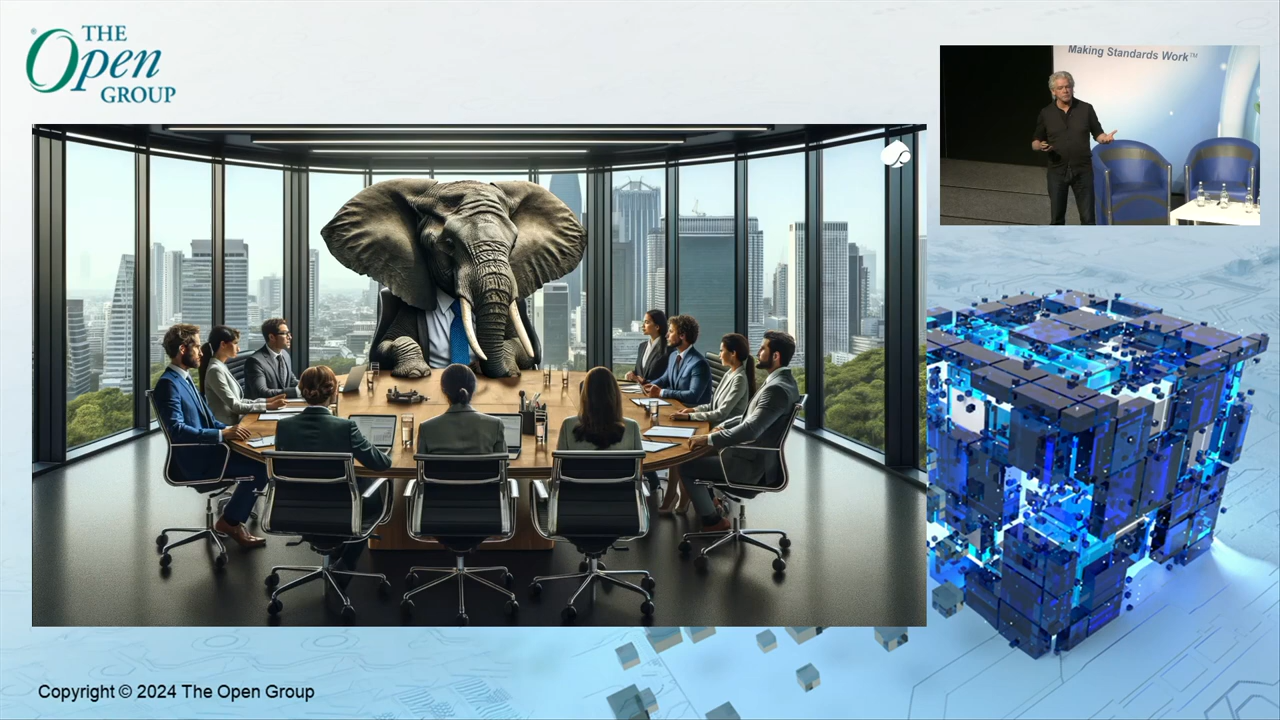 THE
Open
GROUP
Making Standards Work™
Copyright © 2024 The Open Group